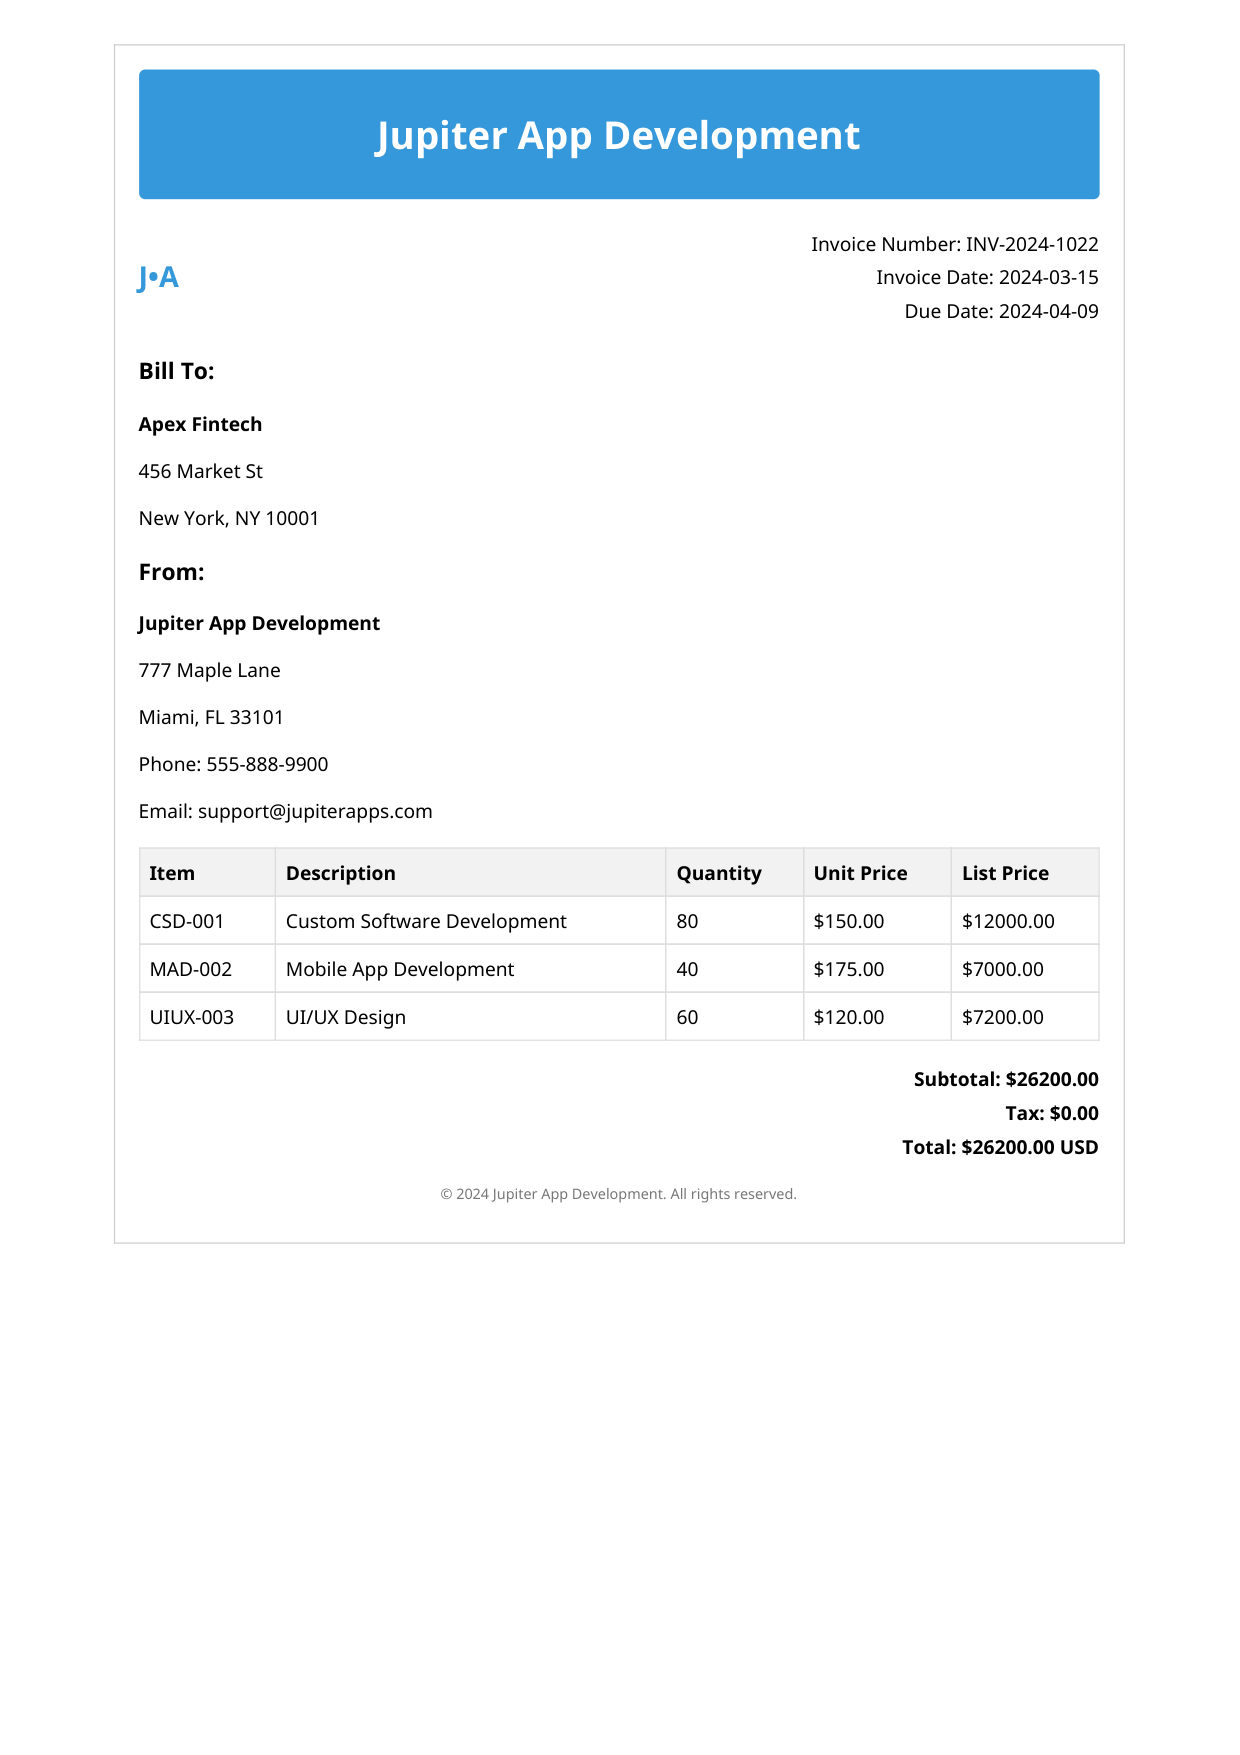 Jupiter App Development
J•A
Invoice Number: INV-2024-1022
Invoice Date: 2024-03-15
Due Date: 2024-04-09
Bill To:
Apex Fintech
456 Market St
New York, NY 10001
From:
Jupiter App Development
777 Maple Lane
Miami, FL 33101
Phone: 555-888-9900
Email: support@jupiterapps.com
Item Description Quantity Unit Price List Price
CSD-001 Custom Software Development 80 $150.00 $12000.00
MAD-002 Mobile App Development 40 $175.00 $7000.00
UIUX-003 UI/UX Design 60 $120.00 $7200.00
Subtotal: $26200.00
Tax: $0.00
Total: $26200.00 USD
© 2024 Jupiter App Development. All rights reserved.